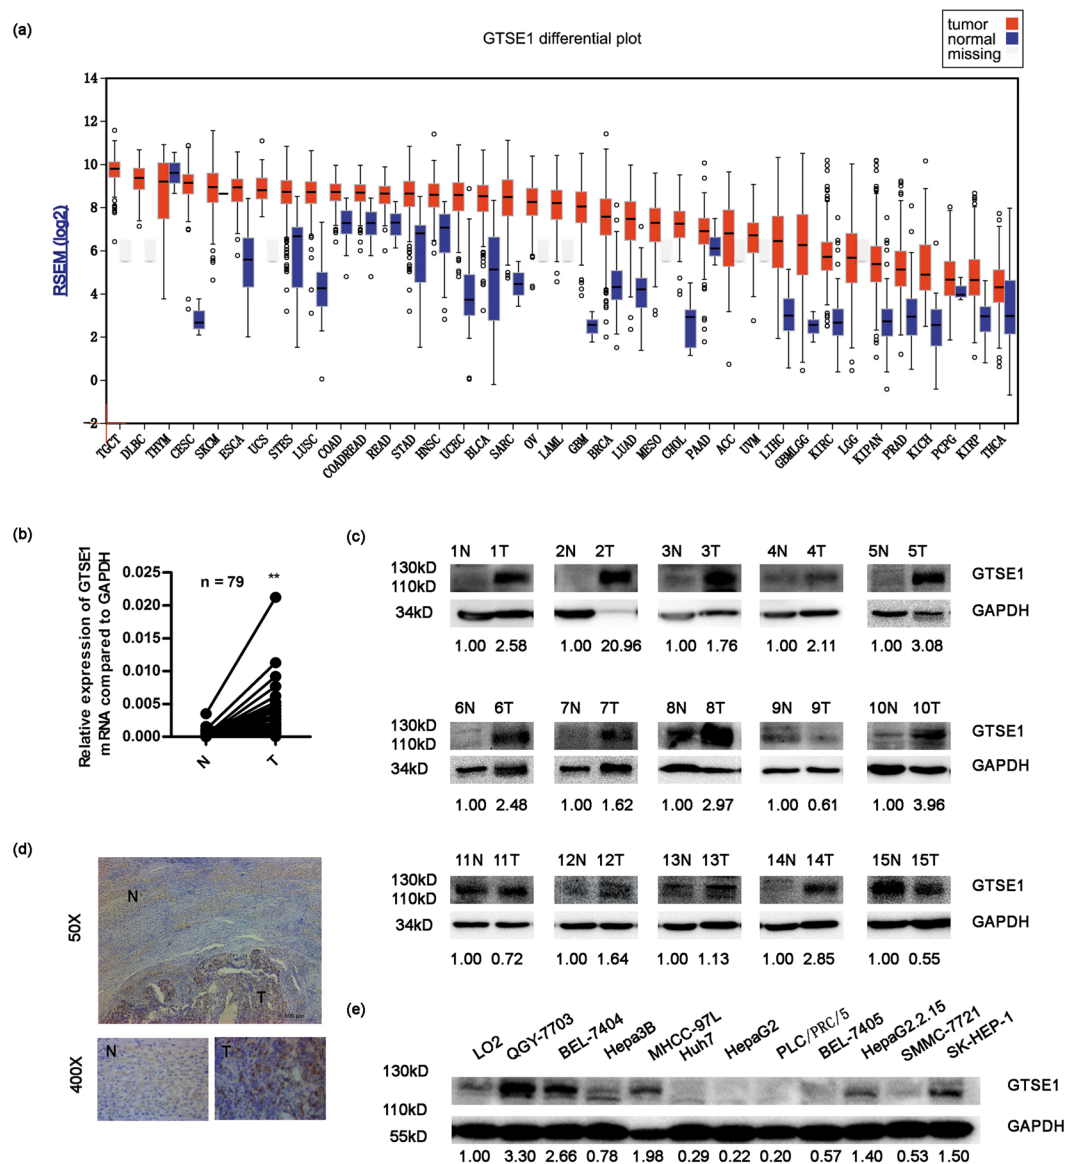 (a)
GTSE1 differential plot
tumor
normal
missing
RSEM (log2)
14
12
10
8
6
4
2
0
-2
TGCT DLBC THYM CESC SKCM ESCA UCS STES LUSC COAD COADREAD READ STAD HNSC UCEC BLCA SARC OV LAML GBM BRCA LUAD MESO CHOL PAAD ACC UVM LIHC GBMLGG KIRC LGG KIPAN PRAD KICH PCPG KIRP THCA
(b)
Relative expression of GTSE1
mRNA compared to GAPDH
n = 79
**
0.025
0.020
0.015
0.010
0.005
0.000
N T
(c)
1N 1T 2N 2T 3N 3T 4N 4T 5N 5T
130kD
110kD
GTSE1
34kD
GAPDH
1.00 2.58 1.00 20.96 1.00 1.76 1.00 2.11 1.00 3.08
6N 6T 7N 7T 8N 8T 9N 9T 10N 10T
130kD
110kD
GTSE1
34kD
GAPDH
1.00 2.48 1.00 1.62 1.00 2.97 1.00 0.61 1.00 3.96
11N 11T 12N 12T 13N 13T 14N 14T 15N 15T
130kD
110kD
GTSE1
34kD
GAPDH
1.00 0.72 1.00 1.64 1.00 1.13 1.00 2.85 1.00 0.55
(d)
50X
N
T
400X
N
T
(e)
LO2 QGY-7703 BEL-7404 Hepa3B MHCC-97L Huh7 HepaG2 PLC/PRC/5 BEL-7405 HepaG2.2.15 SMMC-7721 SK-HEP-1
130kD
GTSE1
110kD
55kD
GAPDH
1.00 3.30 2.66 0.78 1.98 0.29 0.22 0.20 0.57 1.40 0.53 1.50